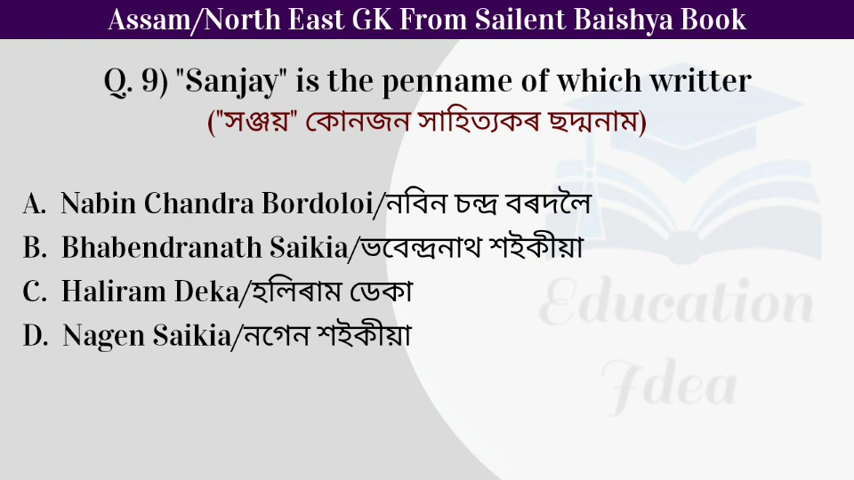 Assam/North East GK From Sailent Baishya Book
Q. 9) "Sanjay" is the penname of which writter
("সঞ্জয়" কোনজন সাহিত্যকৰ ছদ্মনাম)
A. Nabin Chandra Bordoloi/নবিন চন্দ্ৰ বৰদলৈ
B. Bhabendranath Saikia/ভবেন্দ্ৰনাথ শইকীয়া
C. Haliram Deka/হলিৰাম ডেকা
D. Nagen Saikia/নগেন শইকীয়া
Education
Idea